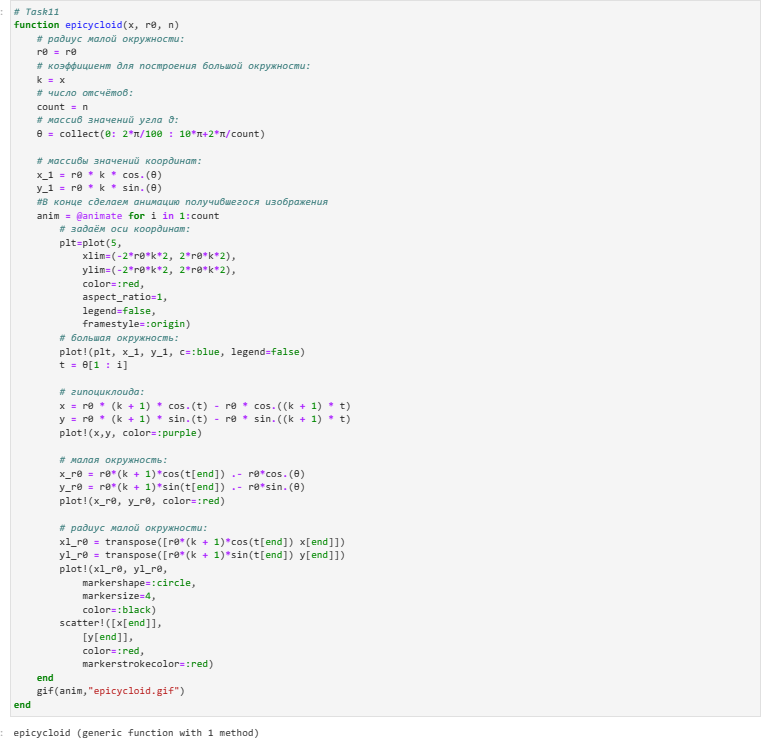 # Task11
function epicycloid(x, r0, n)
    # радиус малой окружности:
    r0 = r0
    # коэффициент для построения большой окружности:
    k = x
    # число отсчётов:
    count = n
    # массив значений угла θ:
    θ = collect(0: 2*π/100 : 10*π+2*π/count)

    # массивы значений координат:
    x_1 = r0 * k * cos.(θ)
    y_1 = r0 * k * sin.(θ)
    #В конце сделаем анимацию получившегося изображения
    anim = @animate for i in 1:count
        # задаём оси координат:
        plt=plot(5,
            xlim=(-2*r0*k*2, 2*r0*k*2),
            ylim=(-2*r0*k*2, 2*r0*k*2),
            color=:red,
            aspect_ratio=1,
            legend=false,
            framestyle=:origin)
        # большая окружность:
        plot!(plt, x_1, y_1, c=:blue, legend=false)
        t = θ[1 : i]

        # гипоциклоида:
        x = r0 * (k + 1) * cos.(t) - r0 * cos.((k + 1) * t)
        y = r0 * (k + 1) * sin.(t) - r0 * sin.((k + 1) * t)
        plot!(x,y, color=:purple)

        # малая окружность:
        x_r0 = r0*(k + 1)*cos(t[end]) .- r0*cos.(θ)
        y_r0 = r0*(k + 1)*sin(t[end]) .- r0*sin.(θ)
        plot!(x_r0, y_r0, color=:red)

        # радиус малой окружности:
        xl_r0 = transpose([r0*(k + 1)*cos(t[end]) x[end]])
        yl_r0 = transpose([r0*(k + 1)*sin(t[end]) y[end]])
        plot!(xl_r0, yl_r0,
            markershape=:circle,
            markersize=4,
            color=:black)
        scatter!([x[end]],
            [y[end]],
            color=:red,
            markerstrokecolor=:red)
    end
    gif(anim,"epicycloid.gif")
end
: epicycloid (generic function with 1 method)